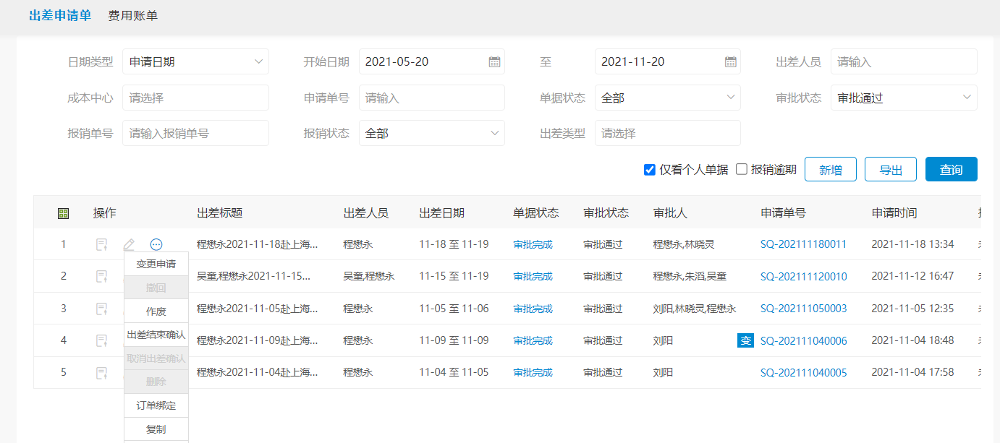 出差申请单 费用账单
日期类型 申请日期 开始日期 2021-05-20 至 2021-11-20 出差人员 请输入
成本中心 请选择 申请单号 请输入 单据状态 全部 审批状态 审批通过
报销单号 请输入报销单号 报销状态 全部 出差类型 请选择
仅看个人单据 报销逾期 新增 导出 查询
操作 出差标题 出差人员 出差日期 单据状态 审批状态 审批人 申请单号 申请时间
1 程懋永2021-11-18赴上海... 程懋永 11-18 至 11-19 审批完成 审批通过 程懋永,林晓灵 SQ-202111180011 2021-11-18 13:34
变更申请
2 吴童,程懋永2021-11-15... 吴童,程懋永 11-15 至 11-19 审批完成 审批通过 程懋永,朱滔,吴童 SQ-202111120010 2021-11-12 16:47
撤回
3 程懋永2021-11-05赴上海... 程懋永 11-05 至 11-06 审批完成 审批通过 刘阳,林晓灵,程懋永 SQ-202111050003 2021-11-05 12:35
作废
出差结束确认
4 程懋永2021-11-09赴上海... 程懋永 11-09 至 11-09 审批完成 审批通过 刘阳 变 SQ-202111040006 2021-11-04 18:48
取消出差确认
5 程懋永2021-11-04赴上海... 程懋永 11-04 至 11-05 审批完成 审批通过 刘阳 SQ-202111040005 2021-11-04 17:58
删除
订单绑定
复制